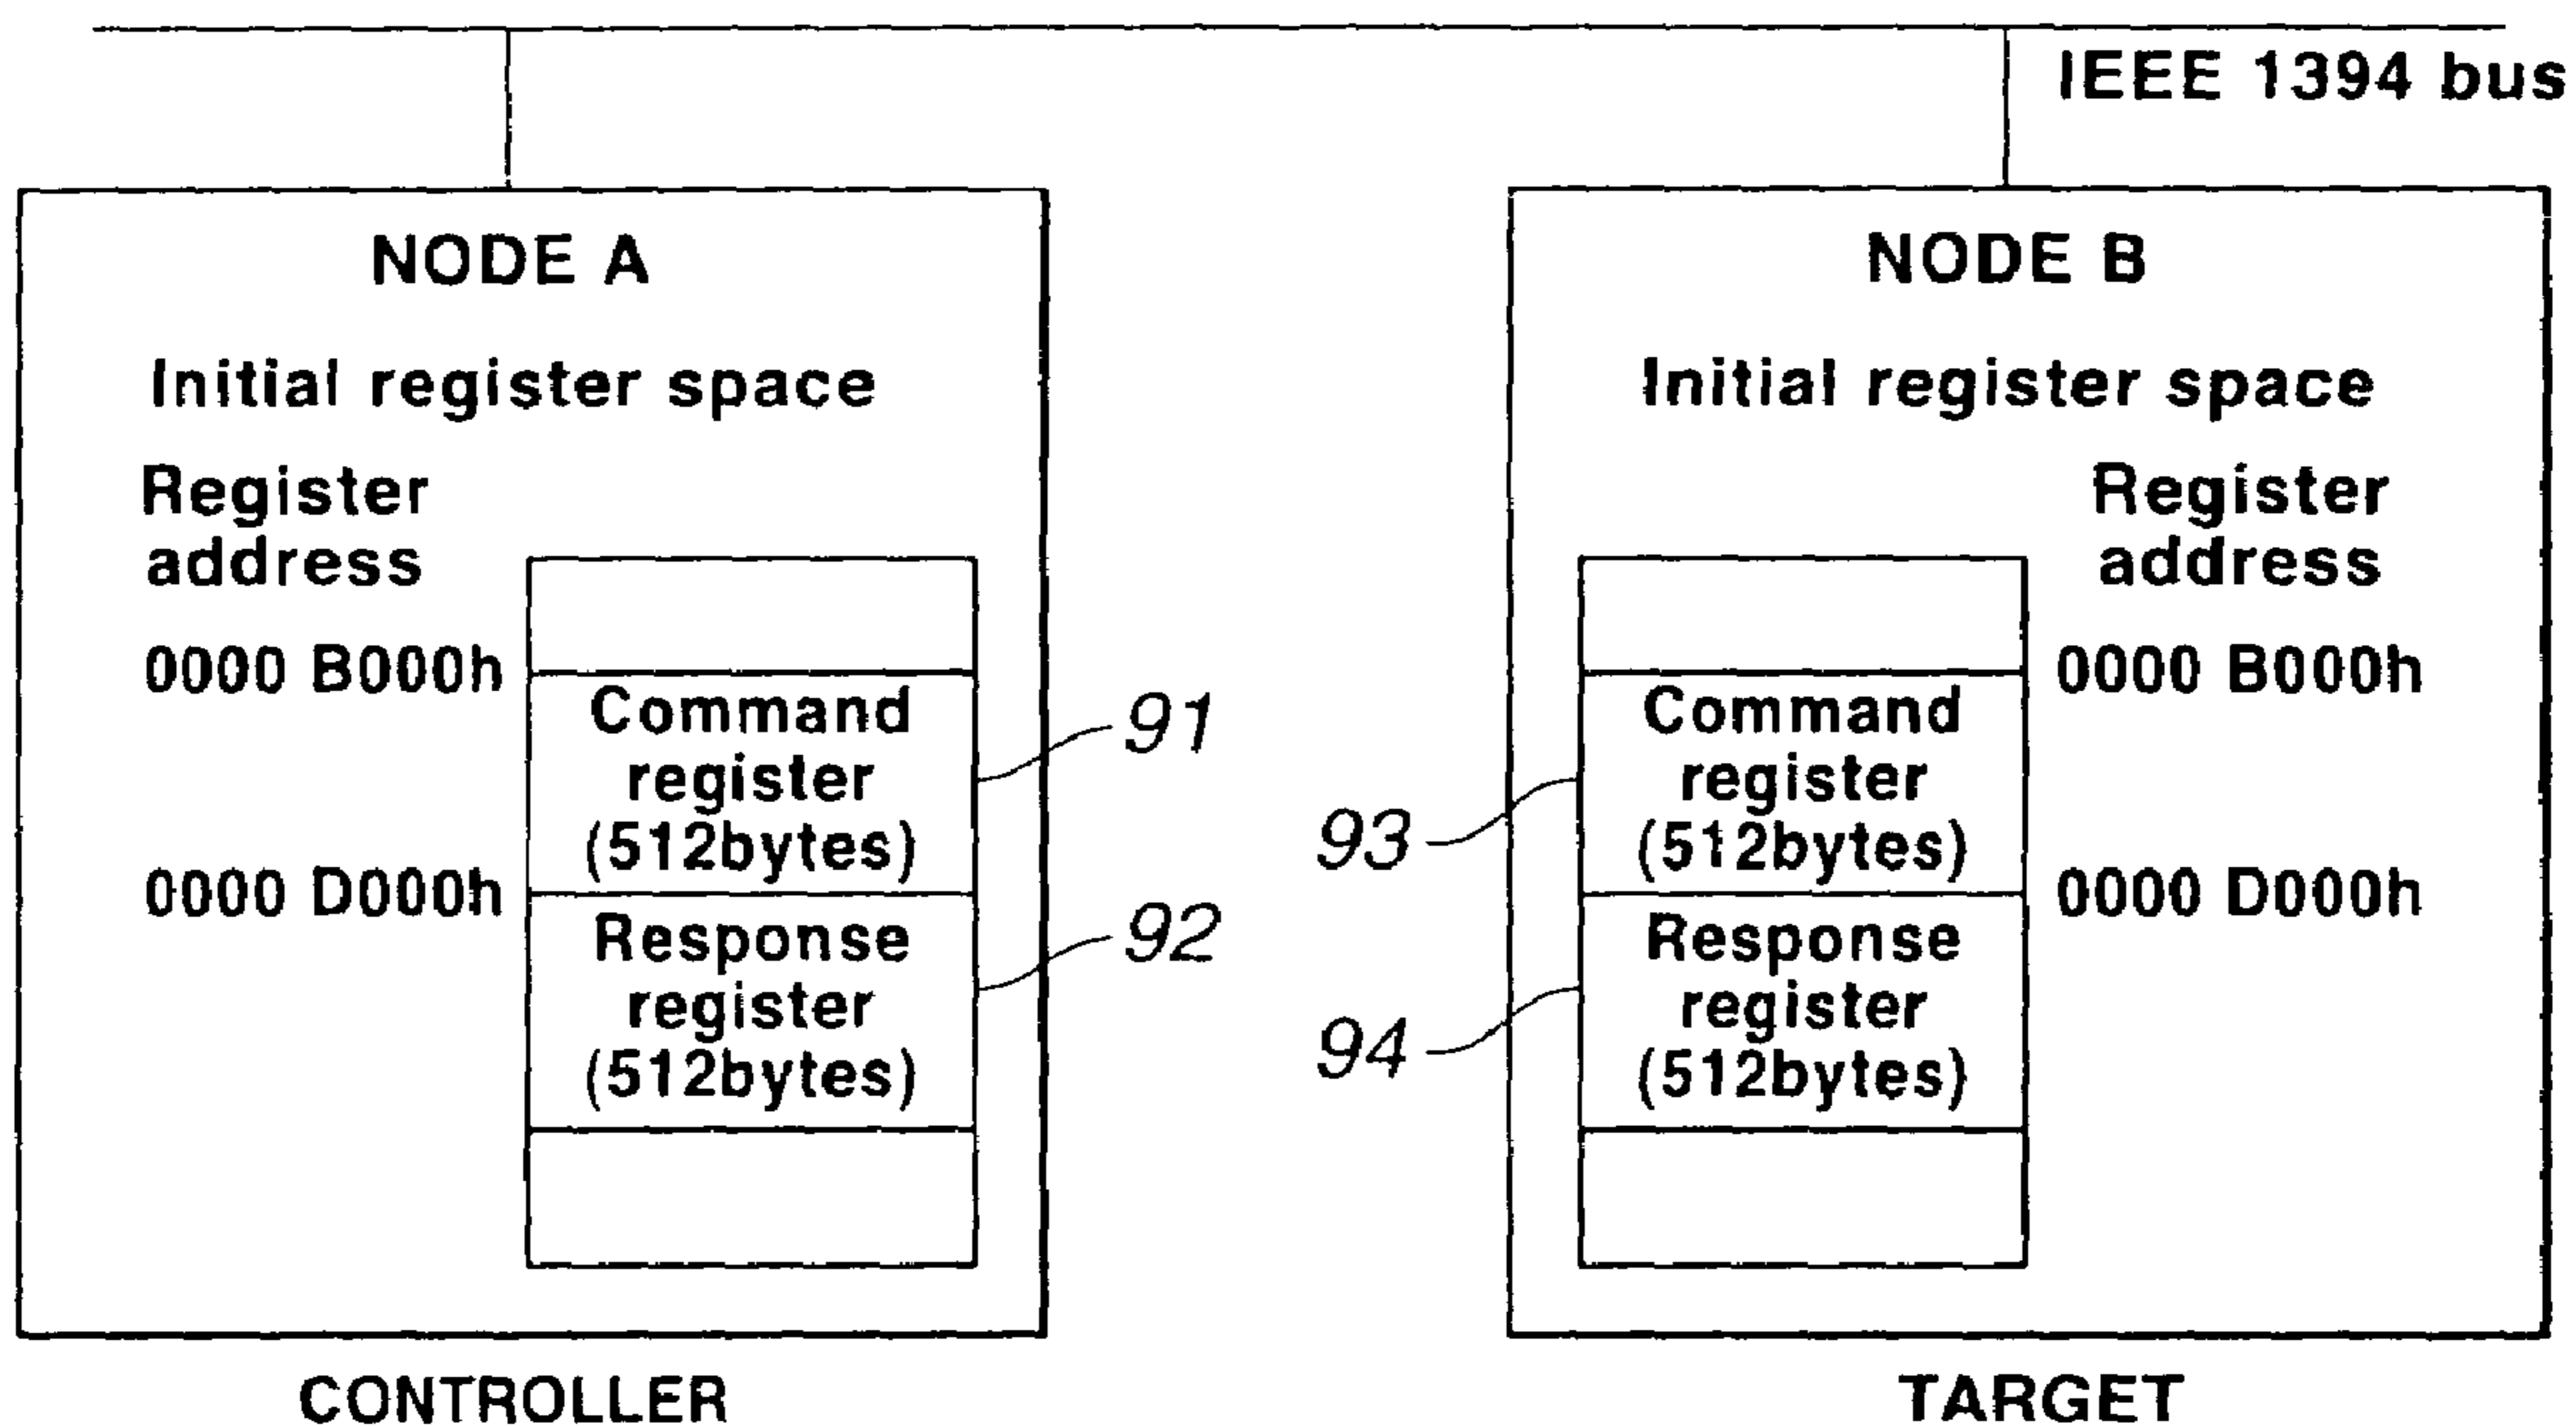 IEEE 1394 bus
NODE A
Initial register space
Register
address
0000 B000h
Command
register
(512bytes)
91
0000 D000h
Response
register
(512bytes)
92
CONTROLLER
NODE B
Initial register space
Register
address
0000 B000h
Command
register
(512bytes)
93
0000 D000h
Response
register
(512bytes)
94
TARGET